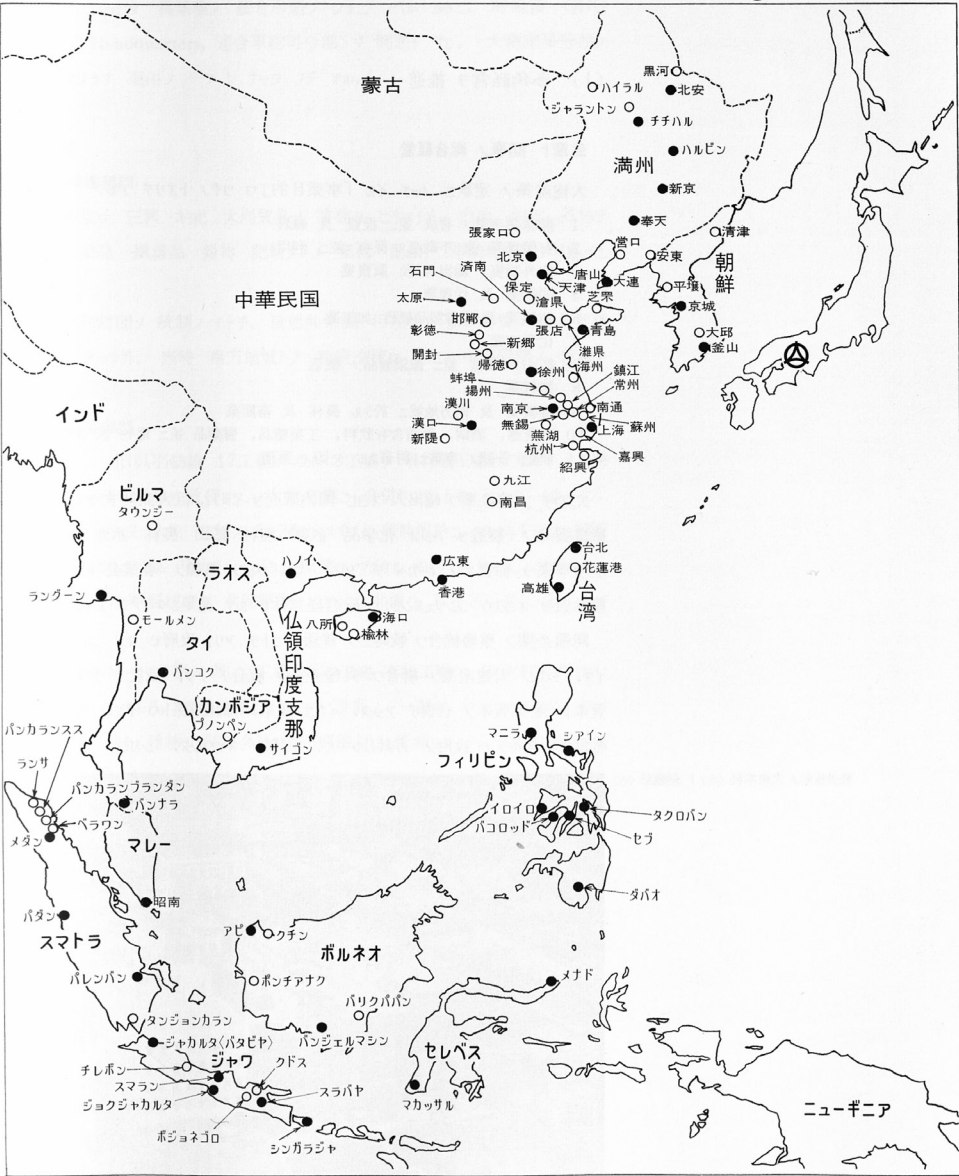 蒙古
黒河
ハイラル
北安
ジャラントン
チチハル
ハルビン
満州
新京
奉天
張家口
清津
営口
北京
安東
石門
済南
唐山
朝鮮
保定
天津
大連
平壌
中華民国
太原
滄県
芝罘
京城
邯鄲
大邱
彰徳
新郷
張店
青島
釜山
開封
濰県
帰徳
徐州
海州
蚌埠
鎮江
揚州
常州
インド
漢川
南京
南通
漢口
無錫
蘇州
新隄
蕪湖
上海
杭州
嘉興
紹興
九江
ビルマ
タウンジー
南昌
台北
広東
ラオス
ハノイ
花蓮港
香港
高雄
台湾
ラングーン
モールメン
海口
八所
楡林
仏領印度支那
タイ
バンコク
カンボジア
プノンペン
パンカランスス
サイゴン
マニラ
シアイン
フィリピン
ランサ
パンカランブランタン
バンナラ
イロイロ
タクロバン
ベラワン
バコロッド
セブ
メダン
マレー
ダバオ
昭南
パダン
アピ
クチン
スマトラ
ボルネオ
パレンバン
ポンチアナク
メナド
バリクパパン
タンジョンカラン
バンジェルマシン
ジャカルタ〈バタビヤ〉
セレベス
ジャワ
チレボン
クドス
スマラン
スラバヤ
ジョクジャカルタ
マカッサル
ニューギニア
ボジョネゴロ
シンガラジャ